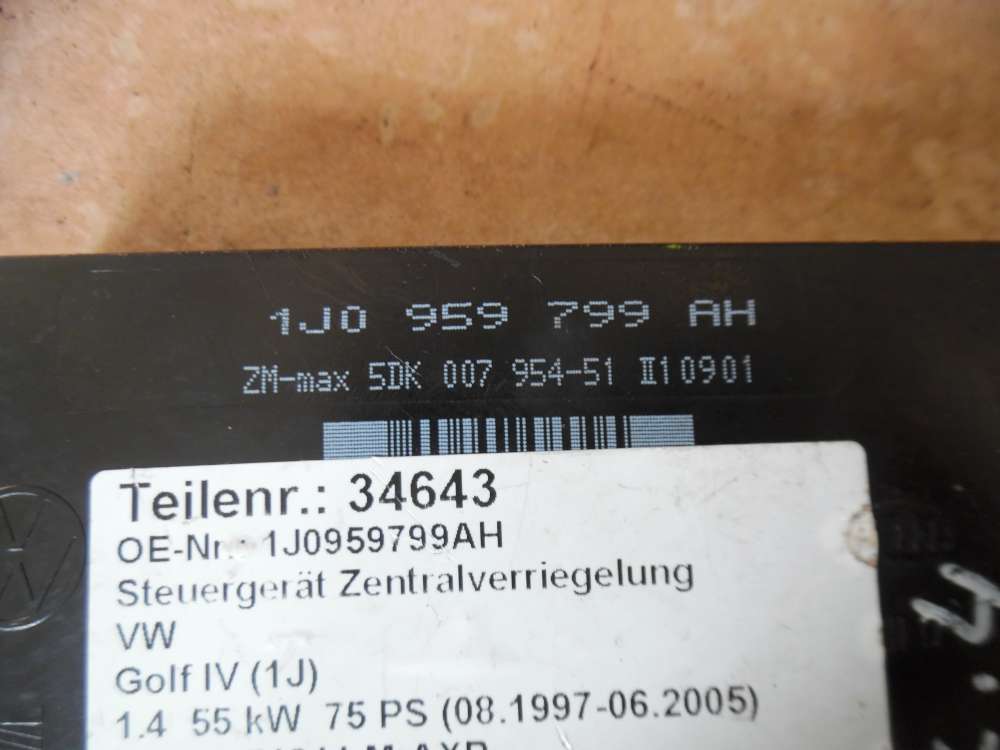 1J0 959 799 AH
ZM-max 5DK 007 954-51 II10901
Teilenr.: 34643
OE-Nr.: 1J0959799AH
Steuergerät Zentralverriegelung
VW
Golf IV (1J)
1.4 55 kW 75 PS (08.1997-06.2005)